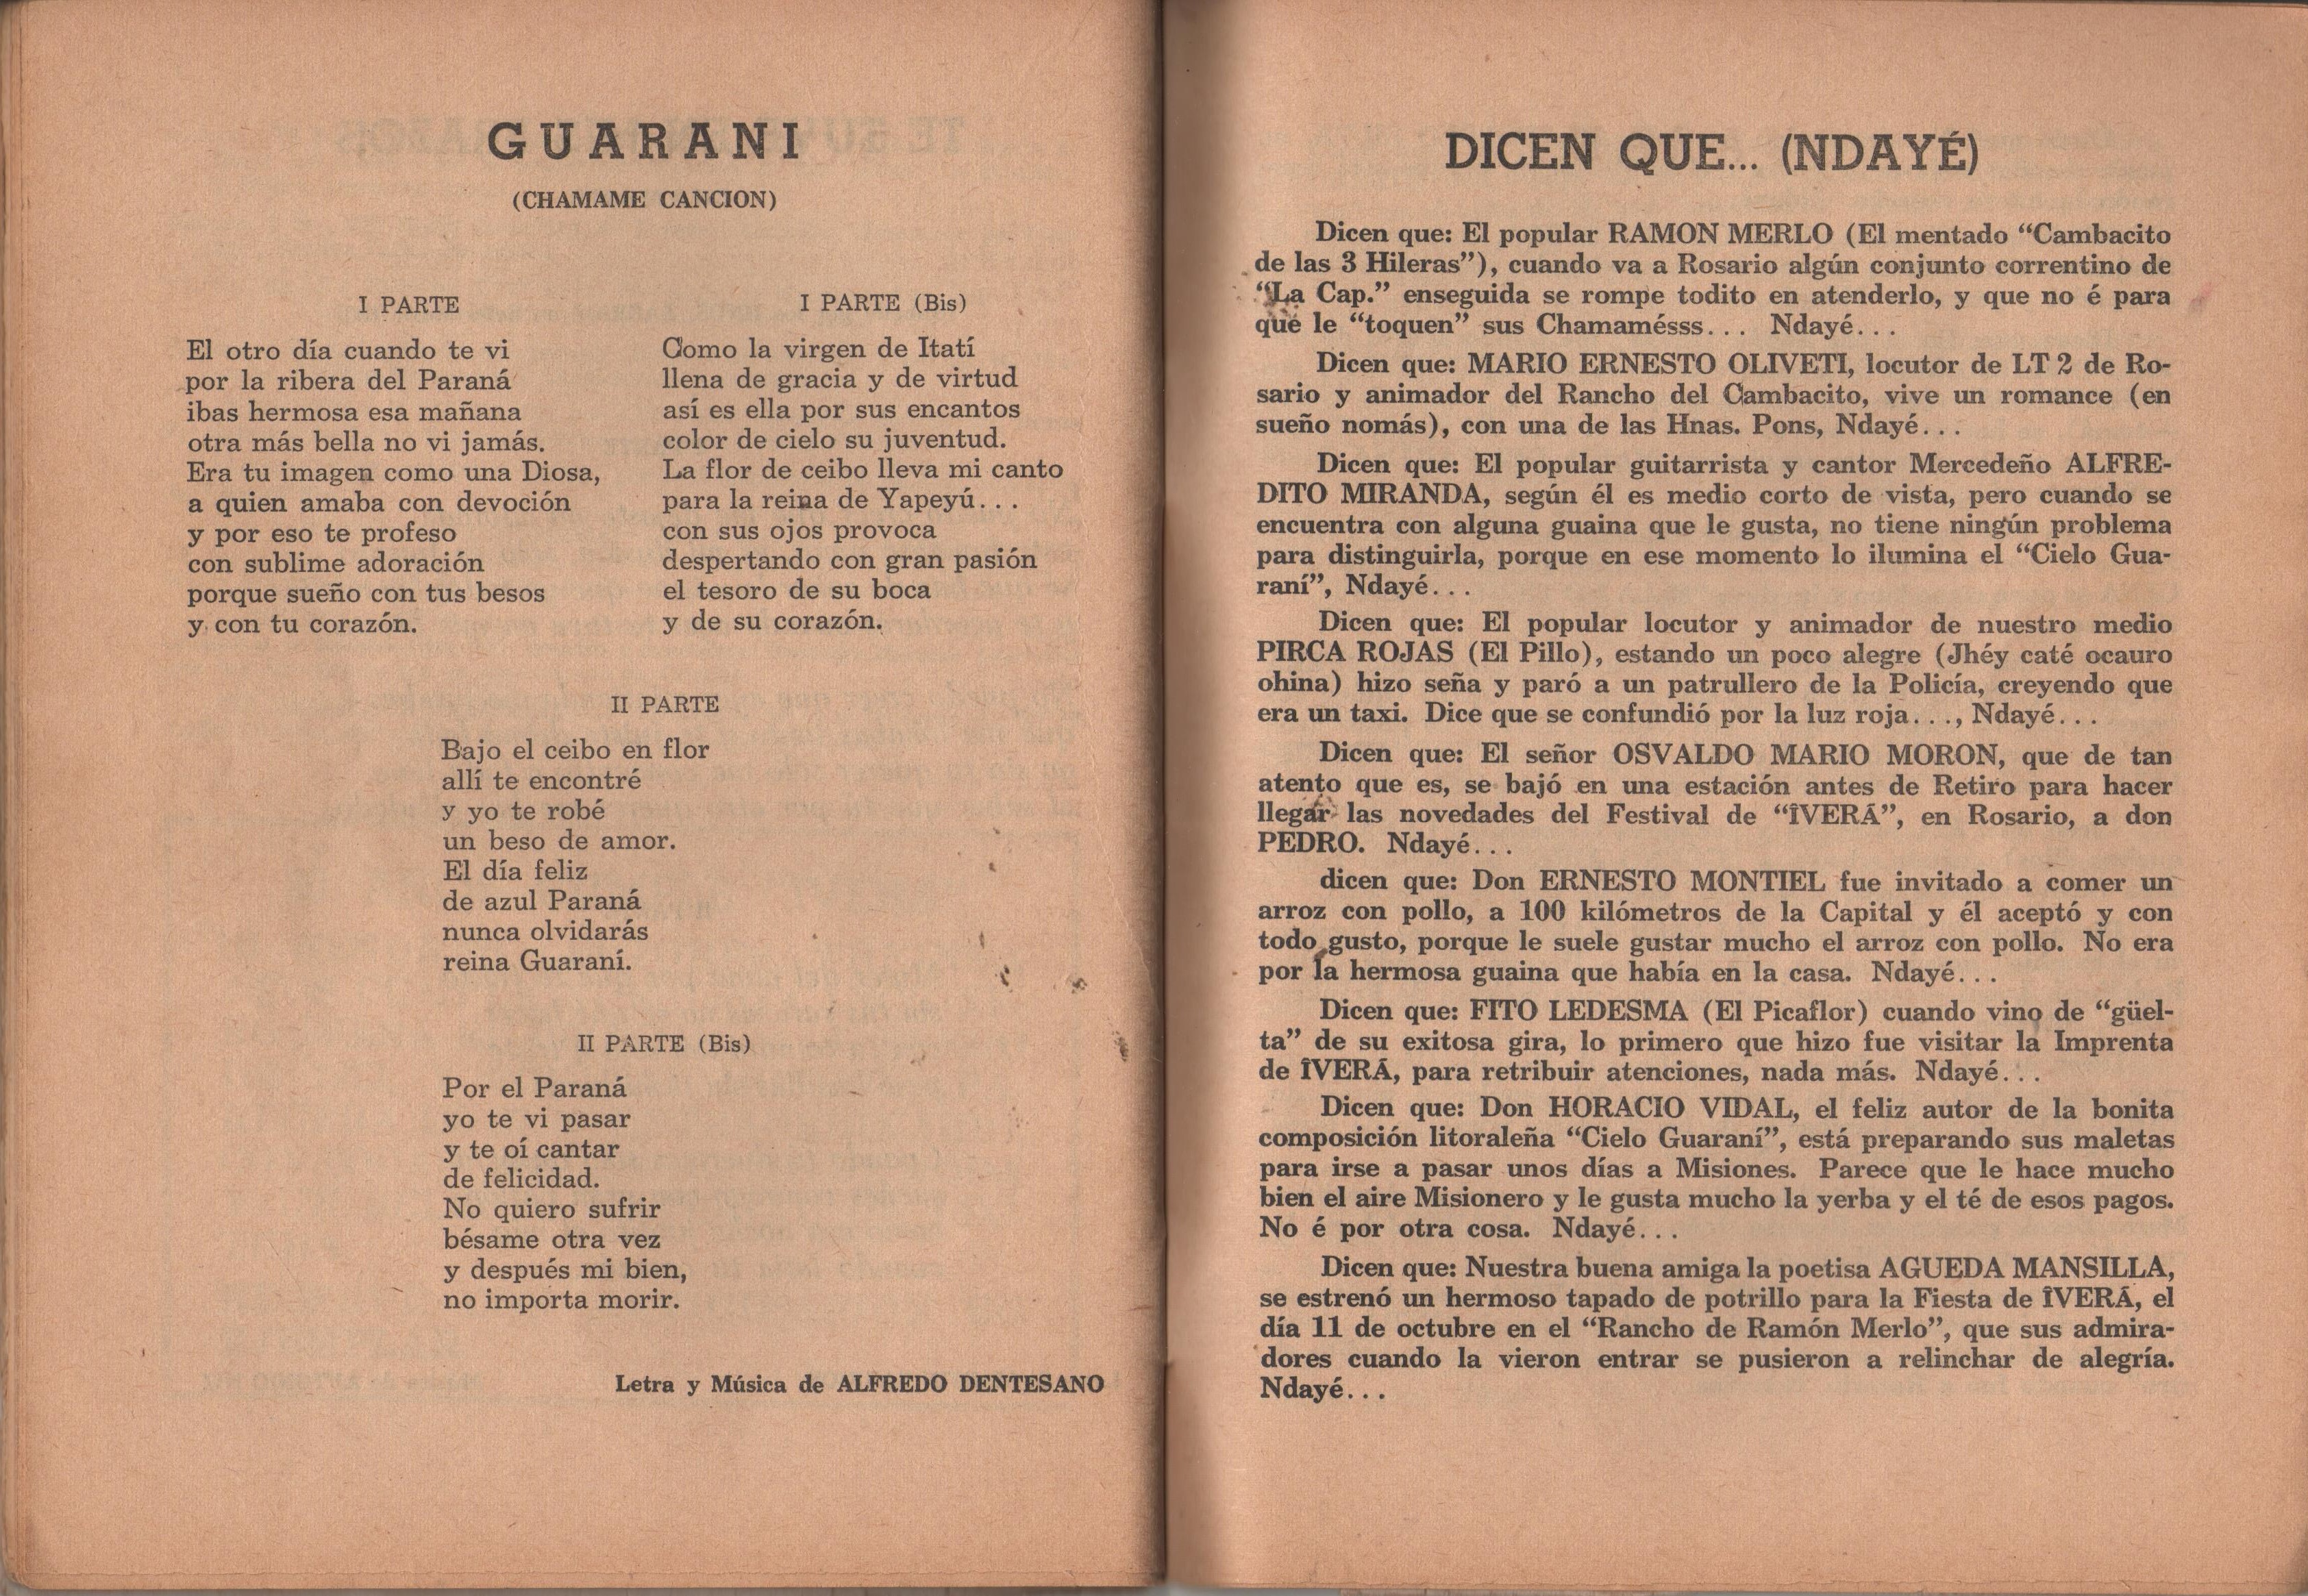 GUARANI
(CHAMAME CANCION)
I PARTE
El otro día cuando te vi
por la ribera del Paraná
ibas hermosa esa mañana
otra más bella no vi jamás.
Era tu imagen como una Diosa,
a quien amaba con devoción
y por eso te profeso
con sublime adoración
porque sueño con tus besos
y con tu corazón.
I PARTE (Bis)
Como la virgen de Itatí
llena de gracia y de virtud
así es ella por sus encantos
color de cielo su juventud.
La flor de ceibo lleva mi canto
para la reina de Yapeyú...
con sus ojos provoca
despertando con gran pasión
el tesoro de su boca
y de su corazón.
II PARTE
Bajo el ceibo en flor
allí te encontré
y yo te robé
un beso de amor.
El día feliz
de azul Paraná
nunca olvidarás
reina Guaraní.
II PARTE (Bis)
Por el Paraná
yo te vi pasar
y te oí cantar
de felicidad.
No quiero sufrir
bésame otra vez
y después mi bien,
no importa morir.
Letra y Música de ALFREDO DENTESANO
DICEN QUE... (NDAYÉ)
Dicen que: El popular RAMON MERLO (El mentado “Cambacito
de las 3 Hileras”), cuando va a Rosario algún conjunto correntino de
“La Cap.” enseguida se rompe todito en atenderlo, y que no é para
qué le “toquen” sus Chamamésss... Ndayé...
Dicen que: MARIO ERNESTO OLIVETI, locutor de LT 2 de Ro-
sario y animador del Rancho del Cambacito, vive un romance (en
sueño nomás), con una de las Hnas. Pons, Ndayé...
Dicen que: El popular guitarrista y cantor Mercedeño ALFRE-
DITO MIRANDA, según él es medio corto de vista, pero cuando se
encuentra con alguna guaina que le gusta, no tiene ningún problema
para distinguirla, porque en ese momento lo ilumina el “Cielo Gua-
raní”, Ndayé...
Dicen que: El popular locutor y animador de nuestro medio
PIRCA ROJAS (El Pillo), estando un poco alegre (Jhéy caté ocauro
ohina) hizo seña y paró a un patrullero de la Policía, creyendo que
era un taxi. Dice que se confundió por la luz roja..., Ndayé...
Dicen que: El señor OSVALDO MARIO MORON, que de tan
atento que es, se bajó en una estación antes de Retiro para hacer
llegar las novedades del Festival de “ÎVERÁ”, en Rosario, a don
PEDRO. Ndayé...
dicen que: Don ERNESTO MONTIEL fue invitado a comer un
arroz con pollo, a 100 kilómetros de la Capital y él aceptó y con
todo gusto, porque le suele gustar mucho el arroz con pollo. No era
por la hermosa guaina que había en la casa. Ndayé...
Dicen que: FITO LEDESMA (El Picaflor) cuando vino de “güel-
ta” de su exitosa gira, lo primero que hizo fue visitar la Imprenta
de ÎVERÁ, para retribuir atenciones, nada más. Ndayé...
Dicen que: Don HORACIO VIDAL, el feliz autor de la bonita
composición litoraleña “Cielo Guaraní”, está preparando sus maletas
para irse a pasar unos días a Misiones. Parece que le hace mucho
bien el aire Misionero y le gusta mucho la yerba y el té de esos pagos.
No é por otra cosa. Ndayé...
Dicen que: Nuestra buena amiga la poetisa AGUEDA MANSILLA,
se estrenó un hermoso tapado de potrillo para la Fiesta de ÎVERÁ, el
día 11 de octubre en el “Rancho de Ramón Merlo”, que sus admira-
dores cuando la vieron entrar se pusieron a relinchar de alegría.
Ndayé...